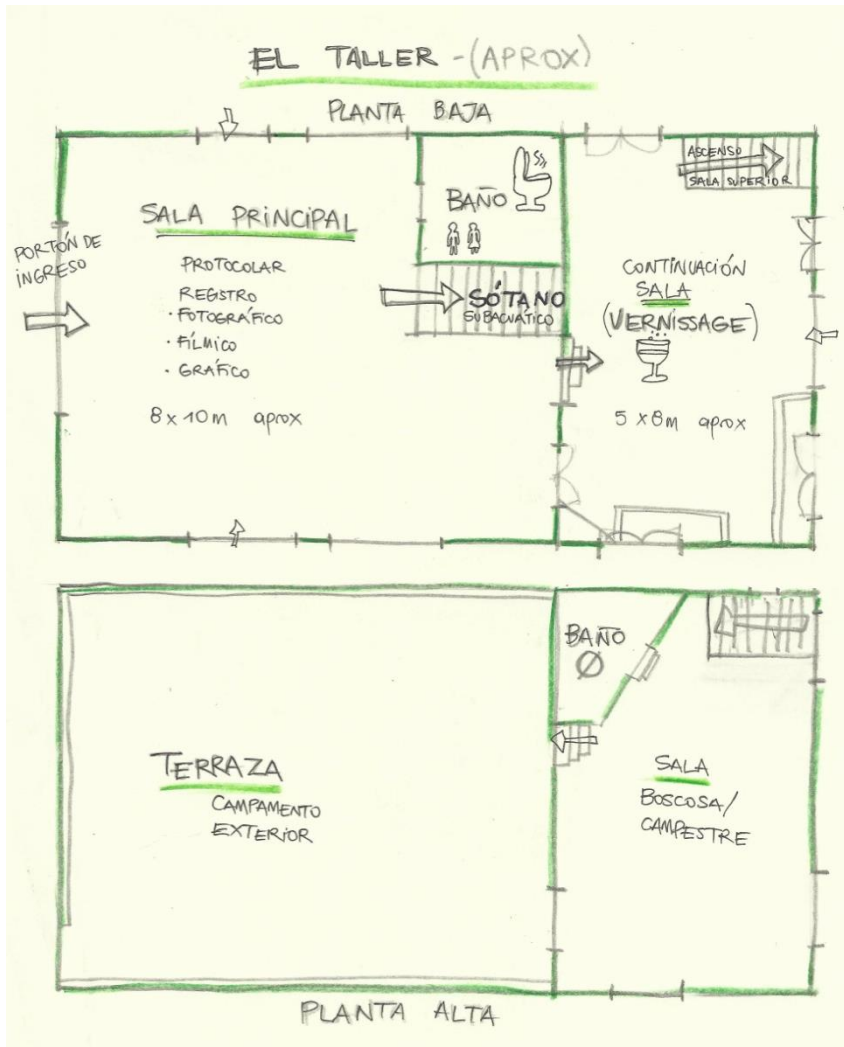 EL TALLER - (APROX)
PLANTA BAJA
ASCENSO
SALA SUPERIOR
BAÑO
SALA PRINCIPAL
PORTÓN DE
INGRESO
PROTOCOLAR
REGISTRO
· FOTOGRÁFICO
· FÍLMICO
· GRÁFICO
8 x 10 m aprox
SÓTANO
SUBACUÁTICO
CONTINUACIÓN
SALA
(VERNISSAGE)
5 x 8 m aprox
BAÑO
TERRAZA
CAMPAMENTO
EXTERIOR
SALA
BOSCOSA/
CAMPESTRE
PLANTA ALTA